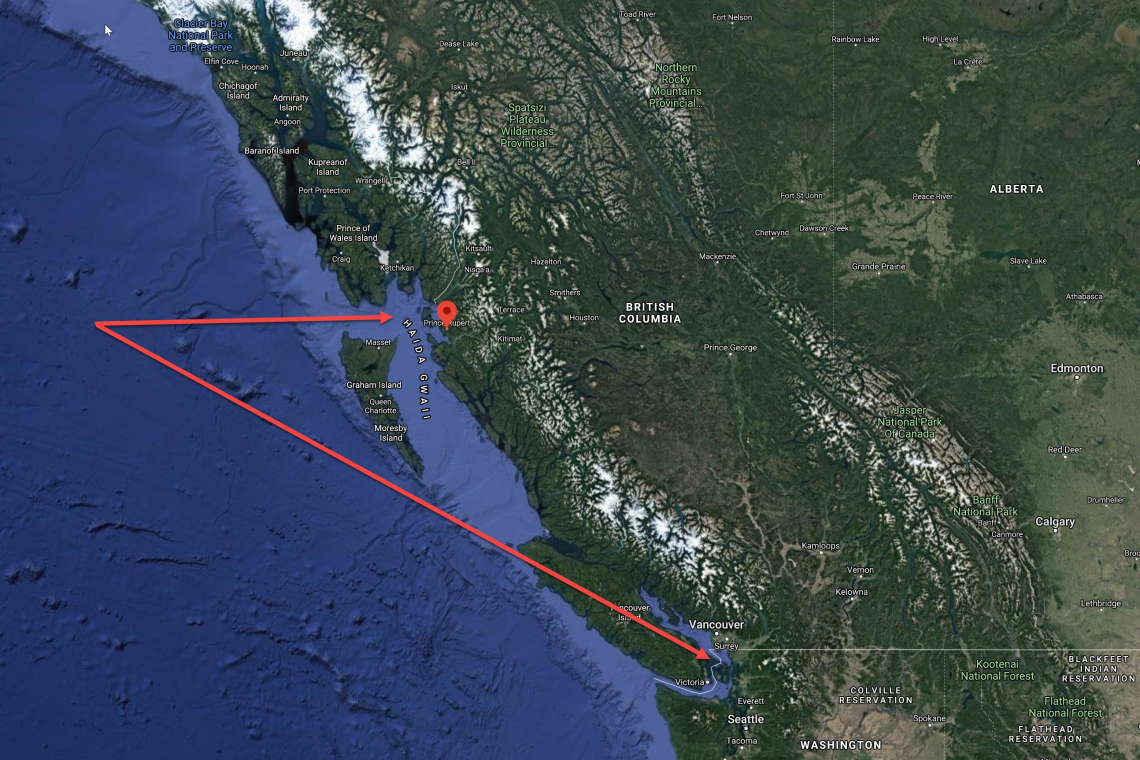 Glacier Bay
National Park
and Preserve
Elfin Cove
Hoonah
Juneau
Chichagof
Island
Admiralty
Island
Angoon
Baranof Island
Kupreanof
Island
Wrangell
Port Protection
Prince of
Wales Island
Craig
Ketchikan
Toad River
Fort Nelson
Dease Lake
Northern
Rocky
Mountains
Provincial...
Iskut
Spatsizi
Plateau
Wilderness
Provincial...
Bell II
Rainbow Lake
High Level
La Crête
Fort St John
Peace River
ALBERTA
Chetwynd
Dawson Creek
Mackenzie
Grande Prairie
Slave Lake
Athabasca
Kitsault
Nisga'a
Hazelton
Smithers
Terrace
Houston
Prince Rupert
Kitimat
BRITISH
COLUMBIA
Prince George
Edmonton
Masset
HAIDA GWAII
Graham Island
Queen
Charlotte
Moresby
Island
Jasper
National Park
Of Canada
Red Deer
Banff
National Park
Banff
Canmore
Drumheller
Calgary
Broo
Kamloops
Vernon
Kelowna
Lethbridge
Vancouver
Island
Vancouver
Surrey
Victoria
Everett
Seattle
Tacoma
COLVILLE
RESERVATION
Spokane
WASHINGTON
Kootenai
National Forest
BLACKFEET
INDIAN
RESERVATION
Flathead
National Forest
FLATHEAD
RESERVATION